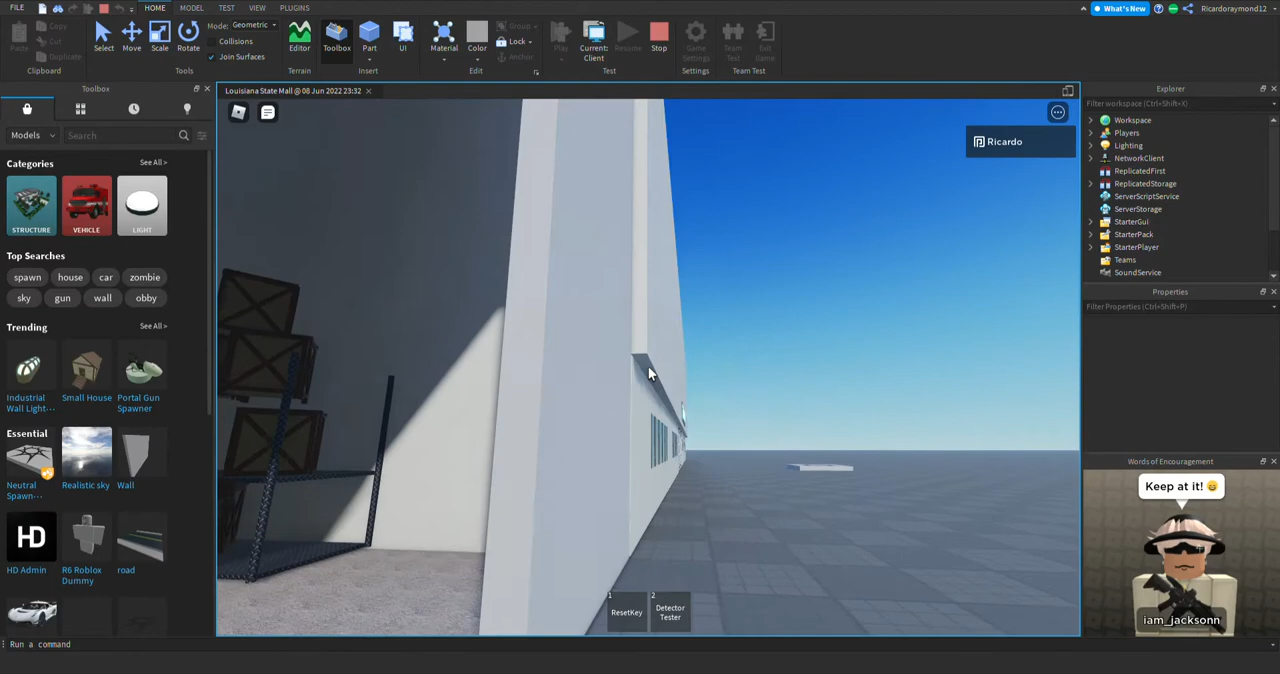 FILE
HOME
MODEL
TEST
VIEW
PLUGINS
What's New
Ricardoraymond12
Paste
Copy
Cut
Duplicate
Clipboard
Select
Move
Scale
Rotate
Mode: Geometric
Collisions
Join Surfaces
Tools
Editor
Terrain
Toolbox
Part
UI
Insert
Material
Color
Group
Lock
Anchor
Edit
Play
Current:
Client
Resume
Stop
Test
Game
Settings
Settings
Team
Test
Exit
Game
Team Test
Toolbox
Models
Search
Categories
See All >
STRUCTURE
VEHICLE
LIGHT
Top Searches
spawn
house
car
zombie
sky
gun
wall
obby
Trending
See All >
Industrial
Wall Light...
Small House
Portal Gun
Spawner
Essential
Neutral
Spawn...
Realistic sky
Wall
HD
HD Admin
R6 Roblox
Dummy
road
Louisiana State Mall @ 08 Jun 2022 23:32
Ricardo
1
ResetKey
2
Detector
Tester
Explorer
Filter workspace (Ctrl+Shift+X)
Workspace
Players
Lighting
NetworkClient
ReplicatedFirst
ReplicatedStorage
ServerScriptService
ServerStorage
StarterGui
StarterPack
StarterPlayer
Teams
SoundService
Properties
Filter Properties (Ctrl+Shift+P)
Words of Encouragement
Keep at it! 😄
iam_jacksonn
Run a command